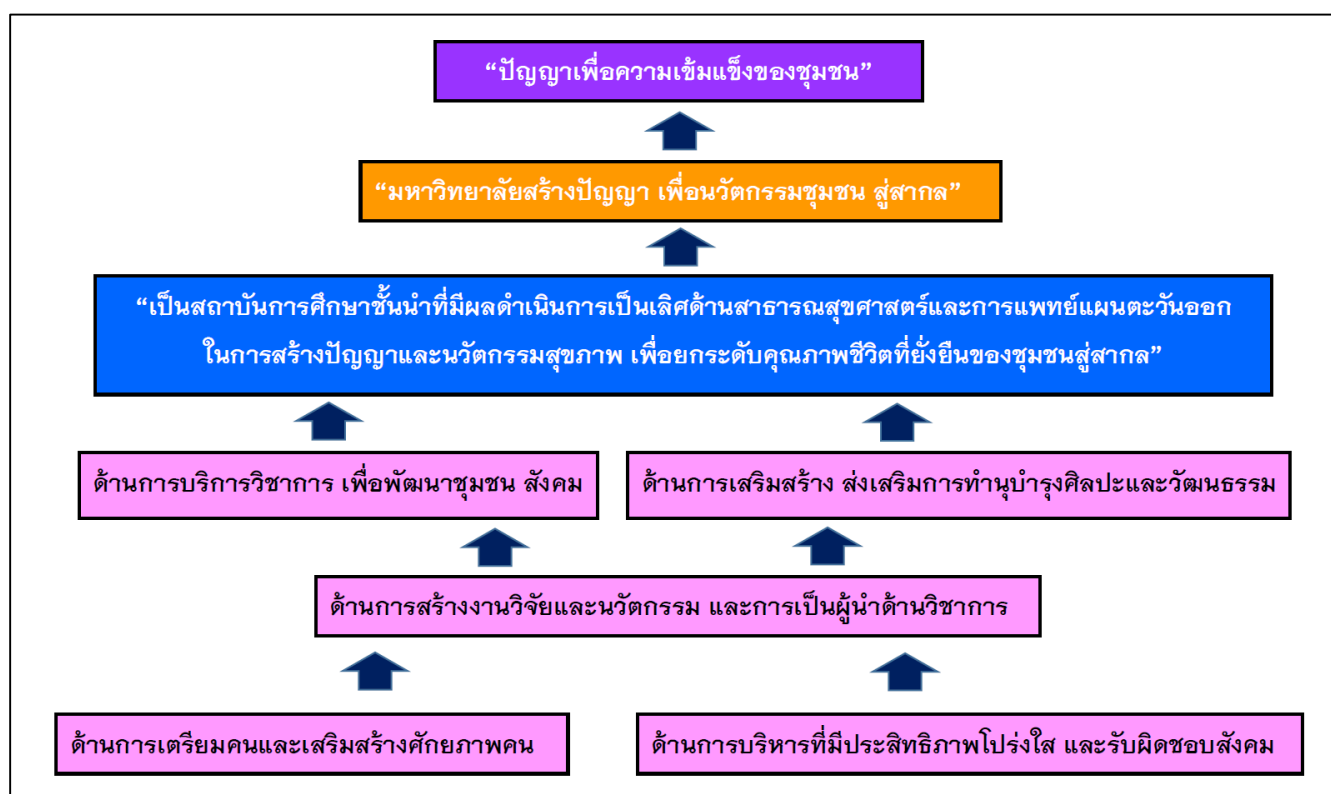 “ปัญญาเพื่อความเข้มแข็งของชุมชน”
“มหาวิทยาลัยสร้างปัญญา เพื่อนวัตกรรมชุมชน สู่สากล”
“เป็นสถาบันการศึกษาชั้นนำที่มีผลดำเนินการเป็นเลิศด้านสาธารณสุขศาสตร์และการแพทย์แผนตะวันออก
ในการสร้างปัญญาและนวัตกรรมสุขภาพ เพื่อยกระดับคุณภาพชีวิตที่ยั่งยืนของชุมชนสู่สากล”
ด้านการบริการวิชาการ เพื่อพัฒนาชุมชน สังคม
ด้านการเสริมสร้าง ส่งเสริมการทำนุบำรุงศิลปะและวัฒนธรรม
ด้านการสร้างงานวิจัยและนวัตกรรม และการเป็นผู้นำด้านวิชาการ
ด้านการเตรียมคนและเสริมสร้างศักยภาพคน
ด้านการบริหารที่มีประสิทธิภาพโปร่งใส และรับผิดชอบสังคม